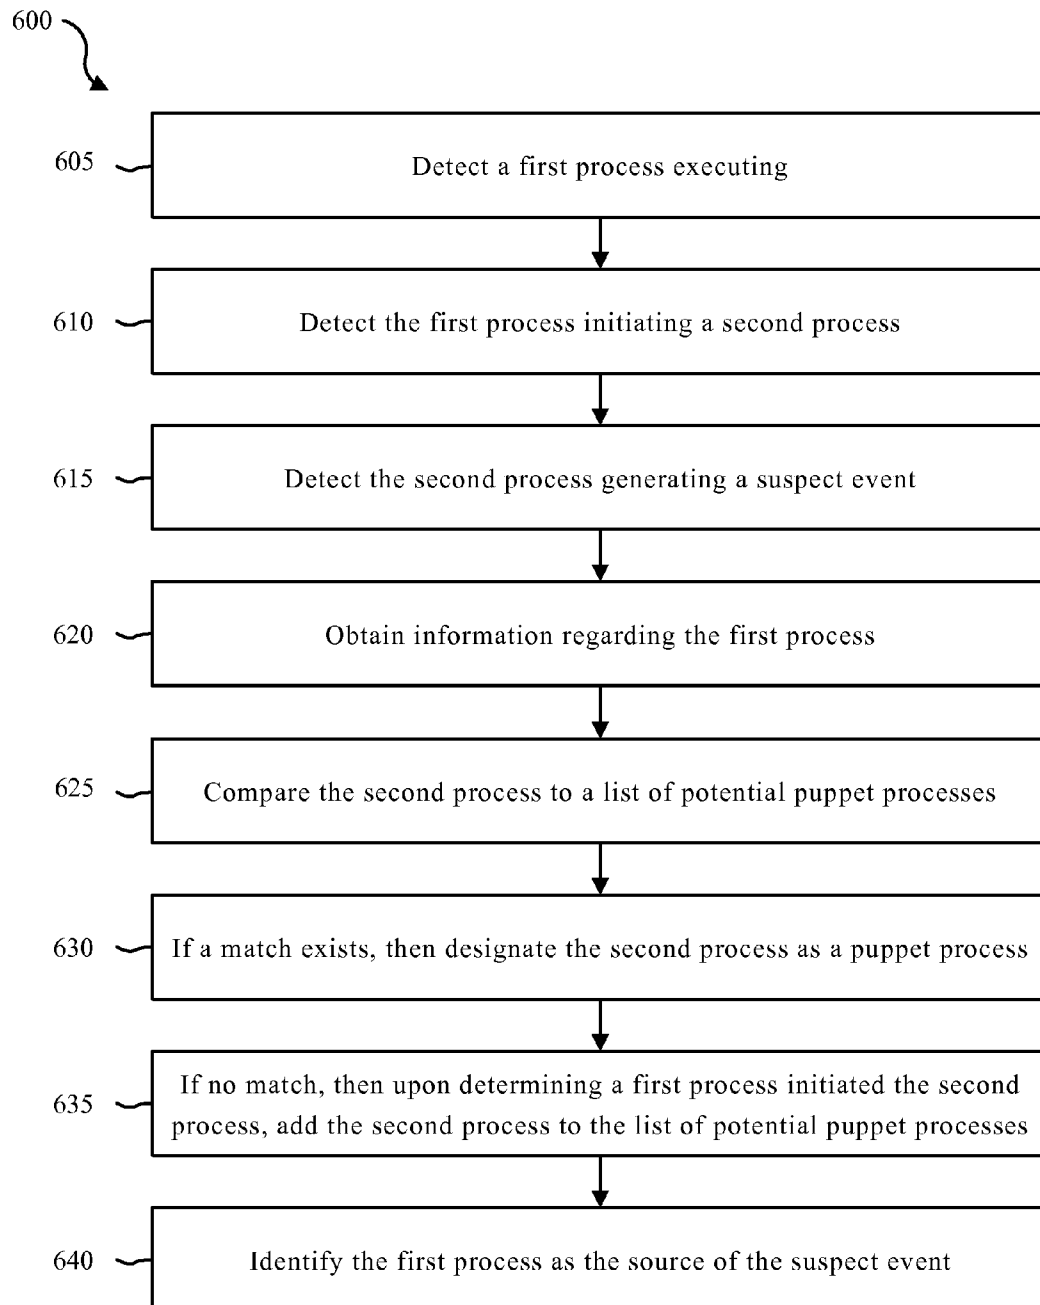 600
605
Detect a first process executing
610
Detect the first process initiating a second process
615
Detect the second process generating a suspect event
620
Obtain information regarding the first process
625
Compare the second process to a list of potential puppet processes
630
If a match exists, then designate the second process as a puppet process
635
If no match, then upon determining a first process initiated the second
process, add the second process to the list of potential puppet processes
640
Identify the first process as the source of the suspect event